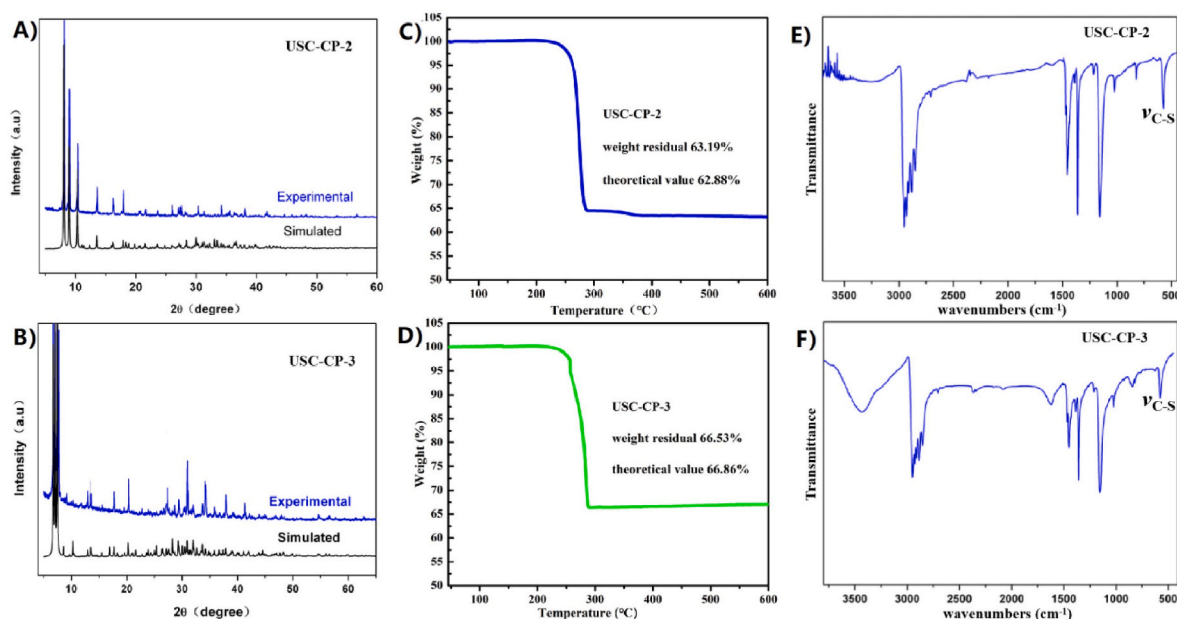 A)
USC-CP-2
Intensity (a.u)
Experimental
Simulated
10 20 30 40 50 60
2θ（degree）
B)
USC-CP-3
Intensity (a.u)
Experimental
Simulated
10 20 30 40 50 60
2θ（degree）
C)
105
100
95
90
85
80
75
70
65
60
55
50
Weight (%)
USC-CP-2
weight residual 63.19%
theoretical value 62.88%
100 200 300 400 500 600
Temperature (°C)
D)
105
100
95
90
85
80
75
70
65
60
55
50
Weight (%)
USC-CP-3
weight residual 66.53%
theoretical value 66.86%
100 200 300 400 500 600
Temperature (°C)
E)
USC-CP-2
Transmittance
νC-S
3500 3000 2500 2000 1500 1000 500
wavenumbers (cm-1)
F)
USC-CP-3
Transmittance
νC-S
3500 3000 2500 2000 1500 1000 500
wavenumbers (cm-1)